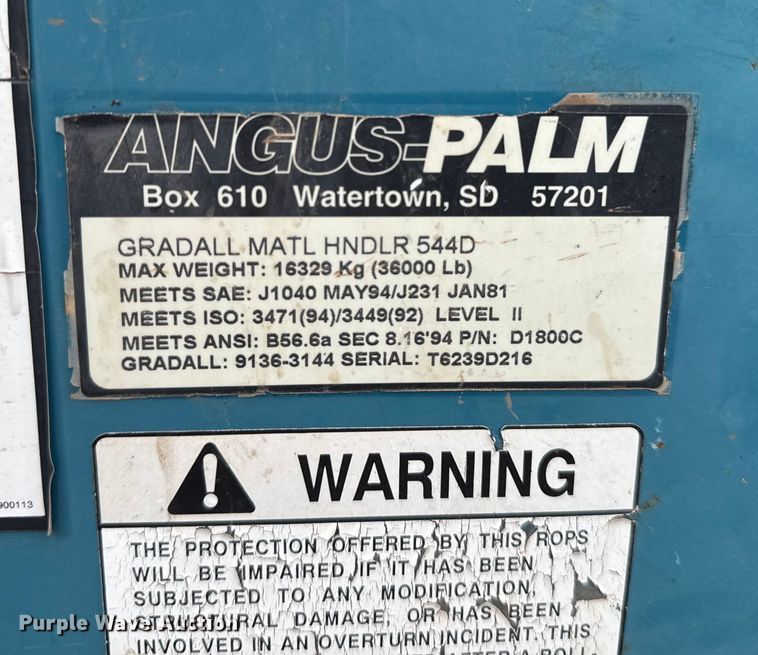 ANGUS-PALM
Box 610 Watertown, SD 57201
GRADALL MATL HNDLR 544D
MAX WEIGHT: 16329 Kg (36000 Lb)
MEETS SAE: J1040 MAY94/J231 JAN81
MEETS ISO: 3471(94)/3449(92) LEVEL II
MEETS ANSI: B56.6a SEC 8.16'94 P/N: D1800C
GRADALL: 9136-3144 SERIAL: T6239D216
900113
WARNING
THE PROTECTION OFFERED BY THIS ROPS
WILL BE IMPAIRED IF IT HAS BEEN
SUBJECTED TO ANY MODIFICATION,
STRUCTURAL DAMAGE, OR HAS BEEN
INVOLVED IN AN OVERTURN INCIDENT. THIS
AFTER A ROLL-
Purple Wave Auction